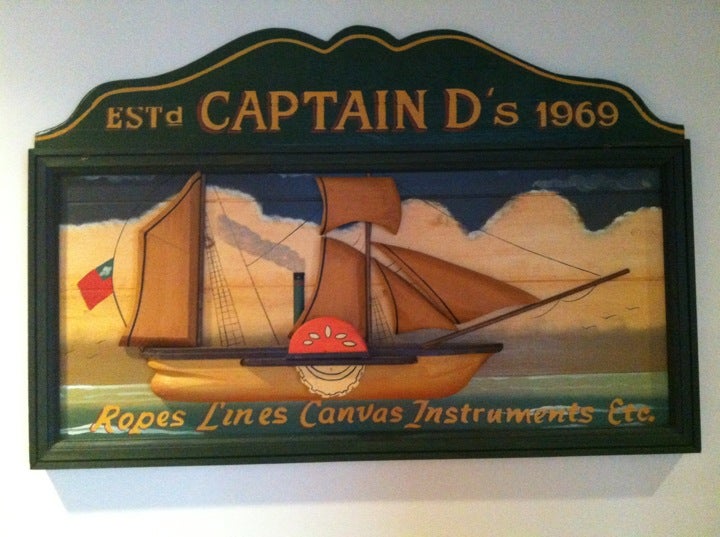 ESTd CAPTAIN D's 1969
Ropes Lines Canvas Instruments Etc.